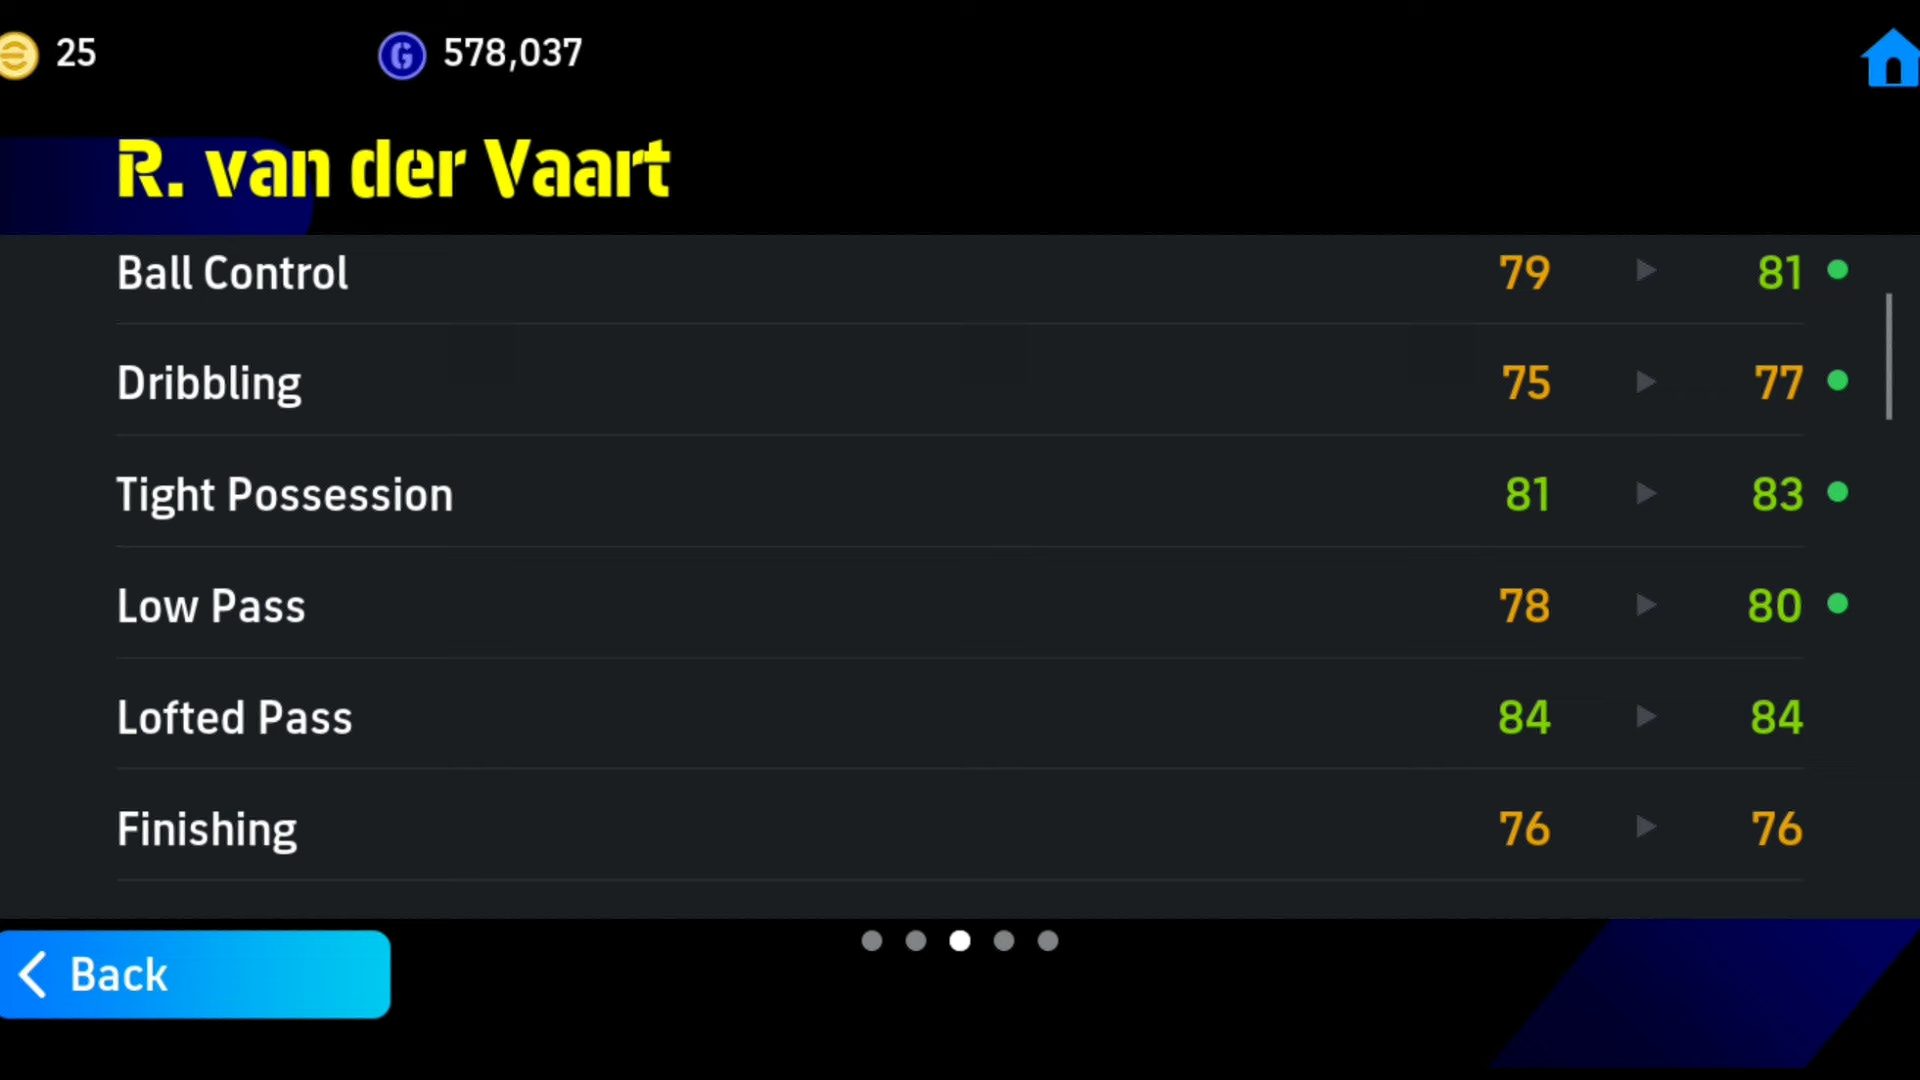 25 578,037
R. van der Vaart
Ball Control 79 81
Dribbling 75 77
Tight Possession 81 83
Low Pass 78 80
Lofted Pass 84 84
Finishing 76 76
Back